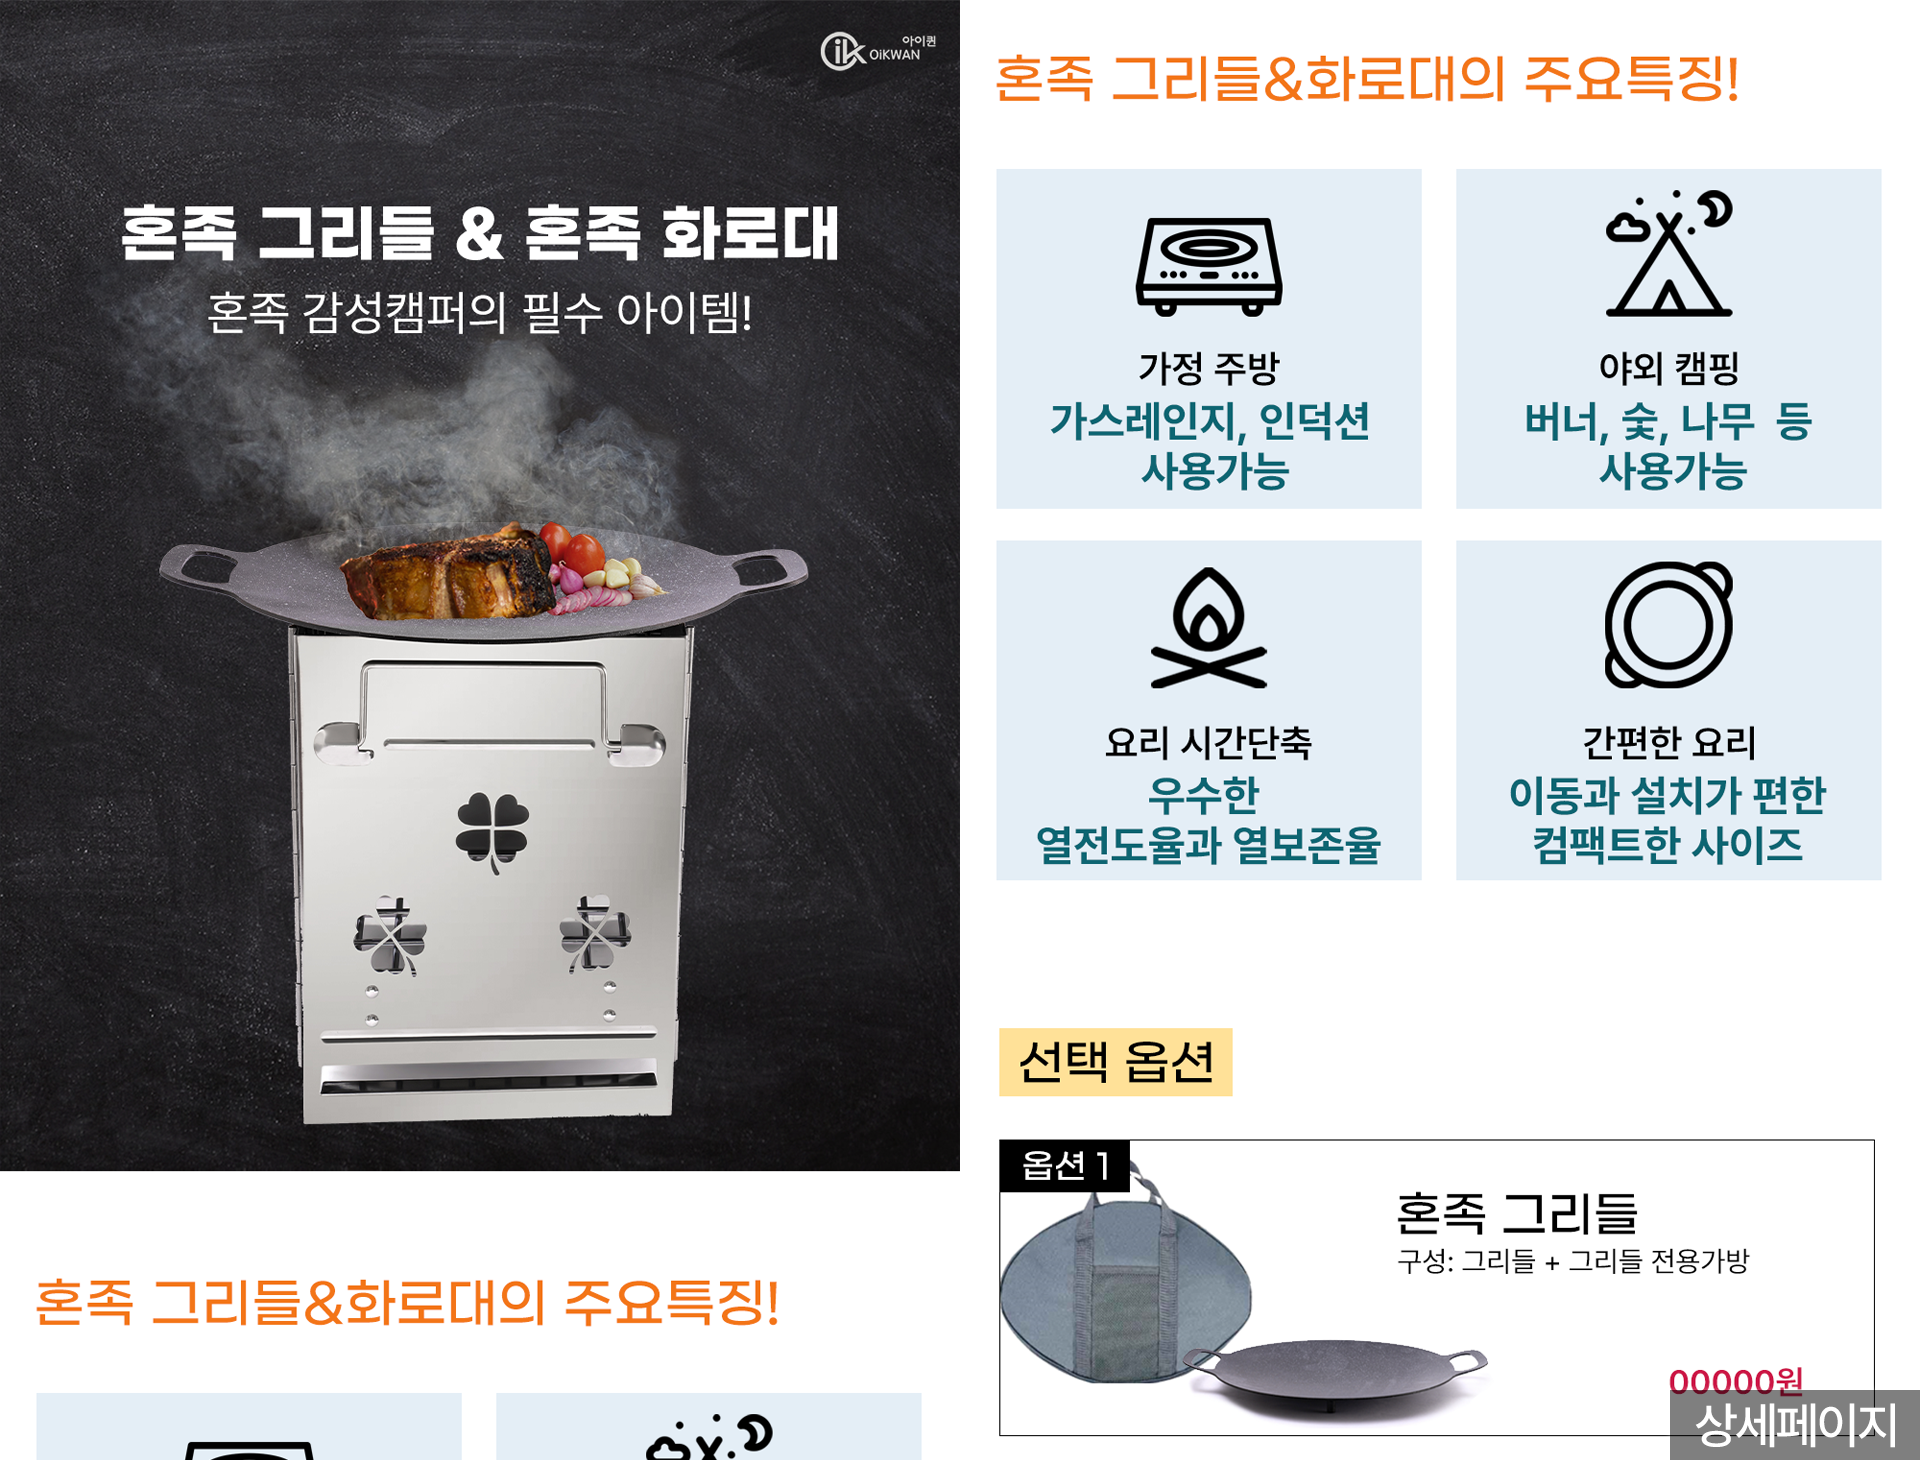 아이퀀
OiKWAN
혼족 그리들 & 혼족 화로대
혼족 감성캠퍼의 필수 아이템!
혼족 그리들&화로대의 주요특징!
혼족 그리들&화로대의 주요특징!
가정 주방
가스레인지, 인덕션
사용가능
야외 캠핑
버너, 숯, 나무 등
사용가능
요리 시간단축
우수한
열전도율과 열보존율
간편한 요리
이동과 설치가 편한
컴팩트한 사이즈
선택 옵션
옵션 1
혼족 그리들
구성: 그리들 + 그리들 전용가방
00000원
상세페이지